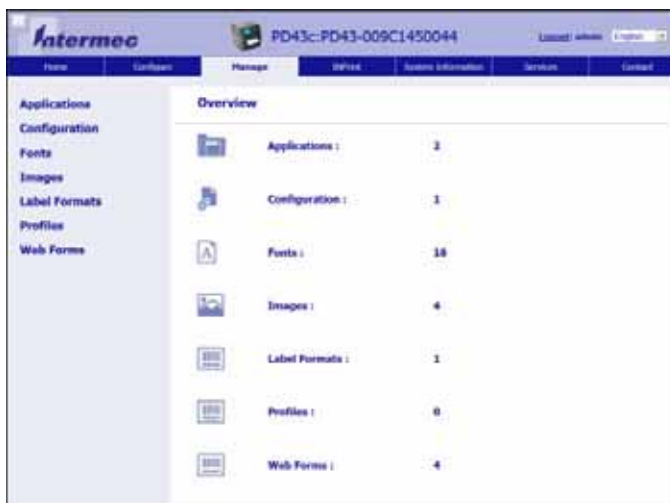 Intermec
PD43c:PD43-009C1450044
Logout: admin English
Home Configure Manage INPrint System Information Services Contact
Applications
Configuration
Fonts
Images
Label Formats
Profiles
Web Forms
Overview
Applications : 2
Configuration : 1
Fonts :
Images : 4
Label Formats : 1
Profiles : 0
Web Forms : 4